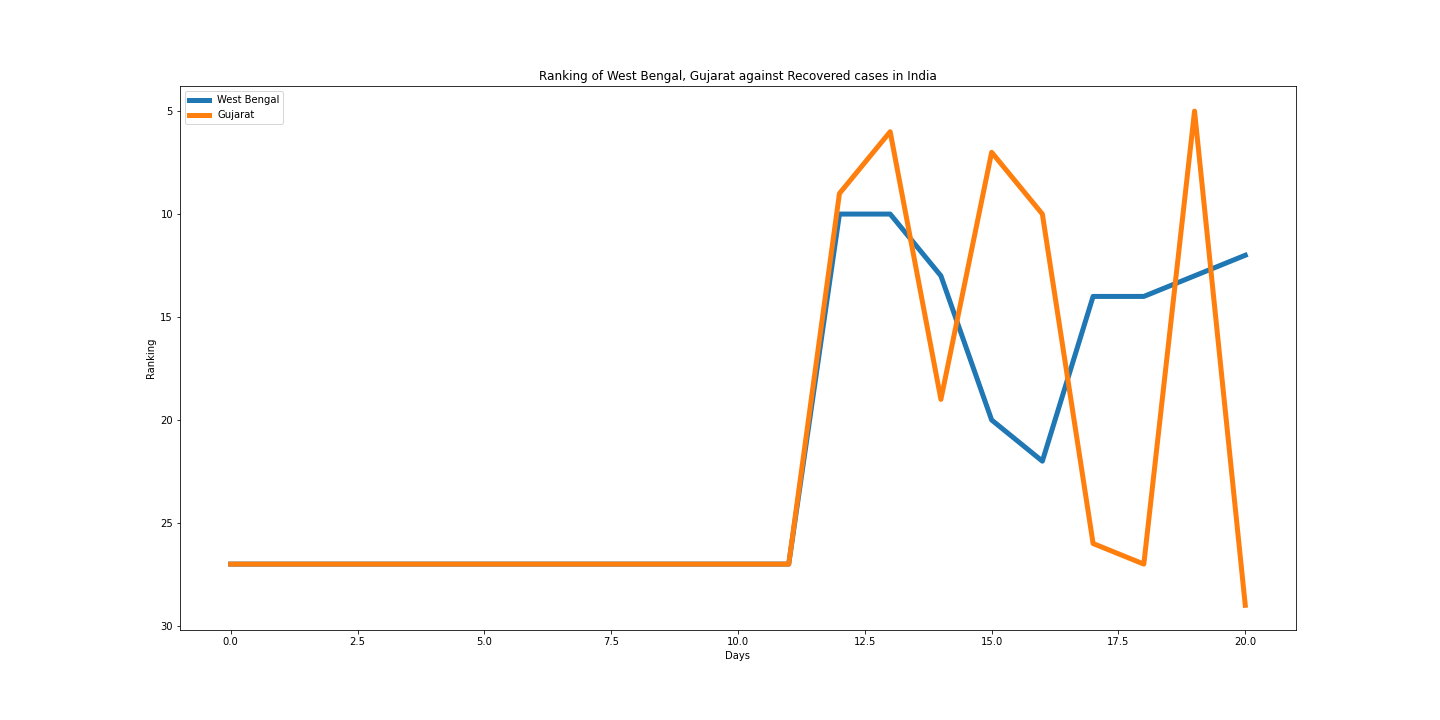 Ranking of West Bengal, Gujarat against Recovered cases in India
West Bengal
Gujarat
5
10
15
20
25
30
Ranking
0.0 2.5 5.0 7.5 10.0 12.5 15.0 17.5 20.0
Days